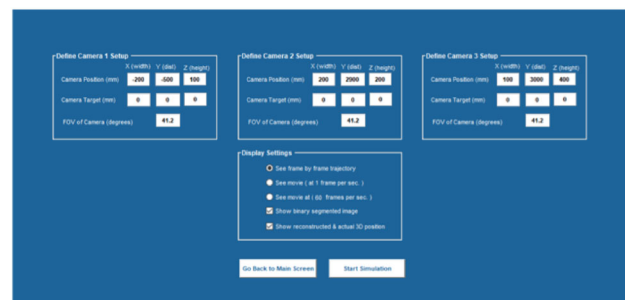 Define Camera 1 Setup
X (width) Y (dist) Z (height)
Camera Position (mm) -200 -500 100
Camera Target (mm) 0 0 0
FOV of Camera (degrees) 41.2
Define Camera 2 Setup
X (width) Y (dist) Z (height)
Camera Position (mm) 200 2000 200
Camera Target (mm) 0 0 0
FOV of Camera (degrees) 41.2
Define Camera 3 Setup
X (width) Y (dist) Z (height)
Camera Position (mm) 100 3000 400
Camera Target (mm) 0 0 0
FOV of Camera (degrees) 41.2
Display Settings
See frame by frame trajectory
See movie ( at 1 frame per sec. )
See movie at ( 60 frames per sec. )
Show binary segmented image
Show reconstructed & actual 3D position
Go Back to Main Screen
Start Simulation